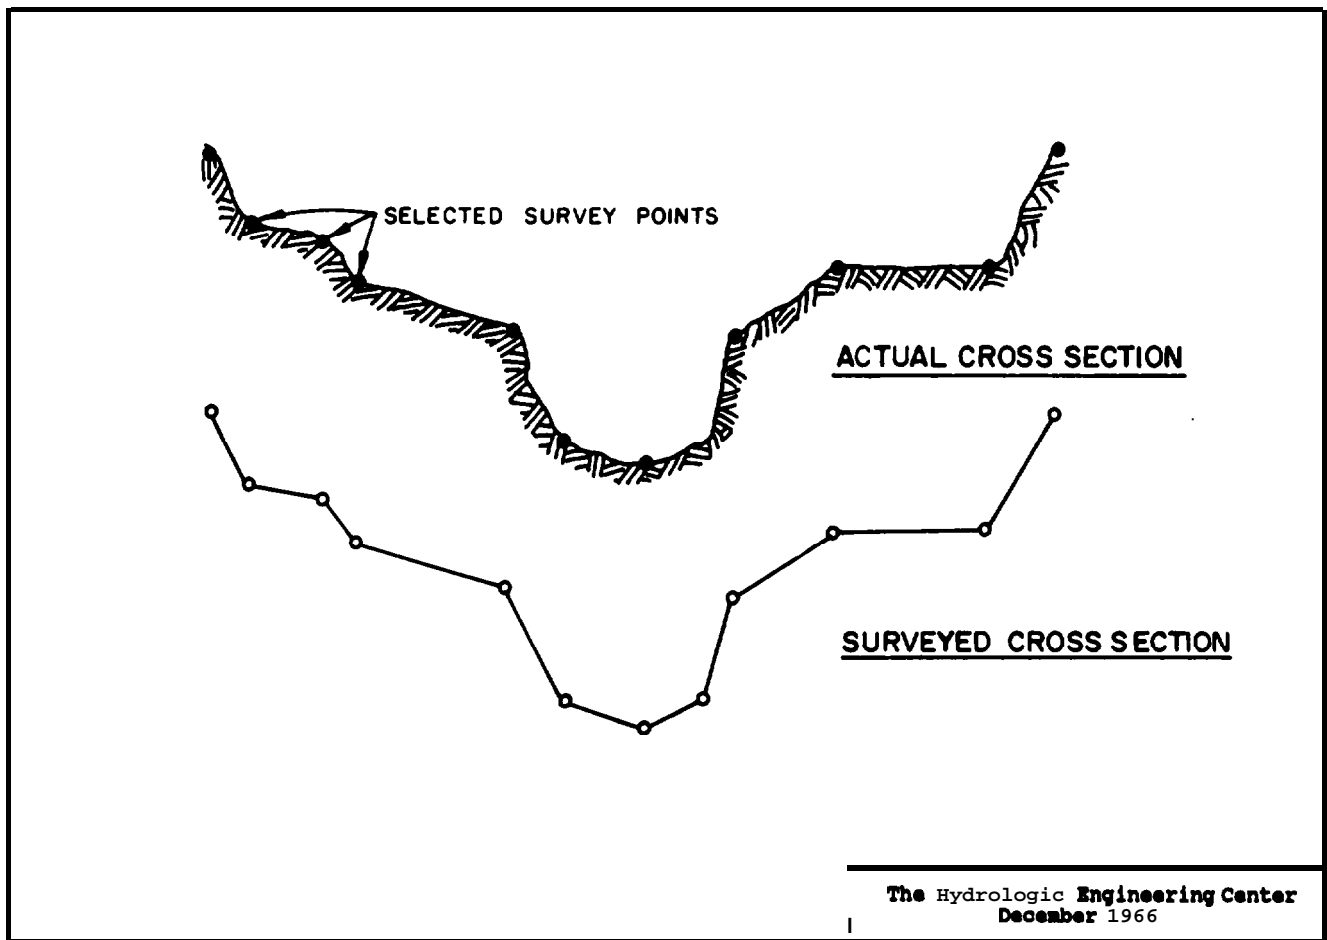 SELECTED SURVEY POINTS
ACTUAL CROSS SECTION
SURVEYED CROSS SECTION
The Hydrologic Engineering Center
December 1966